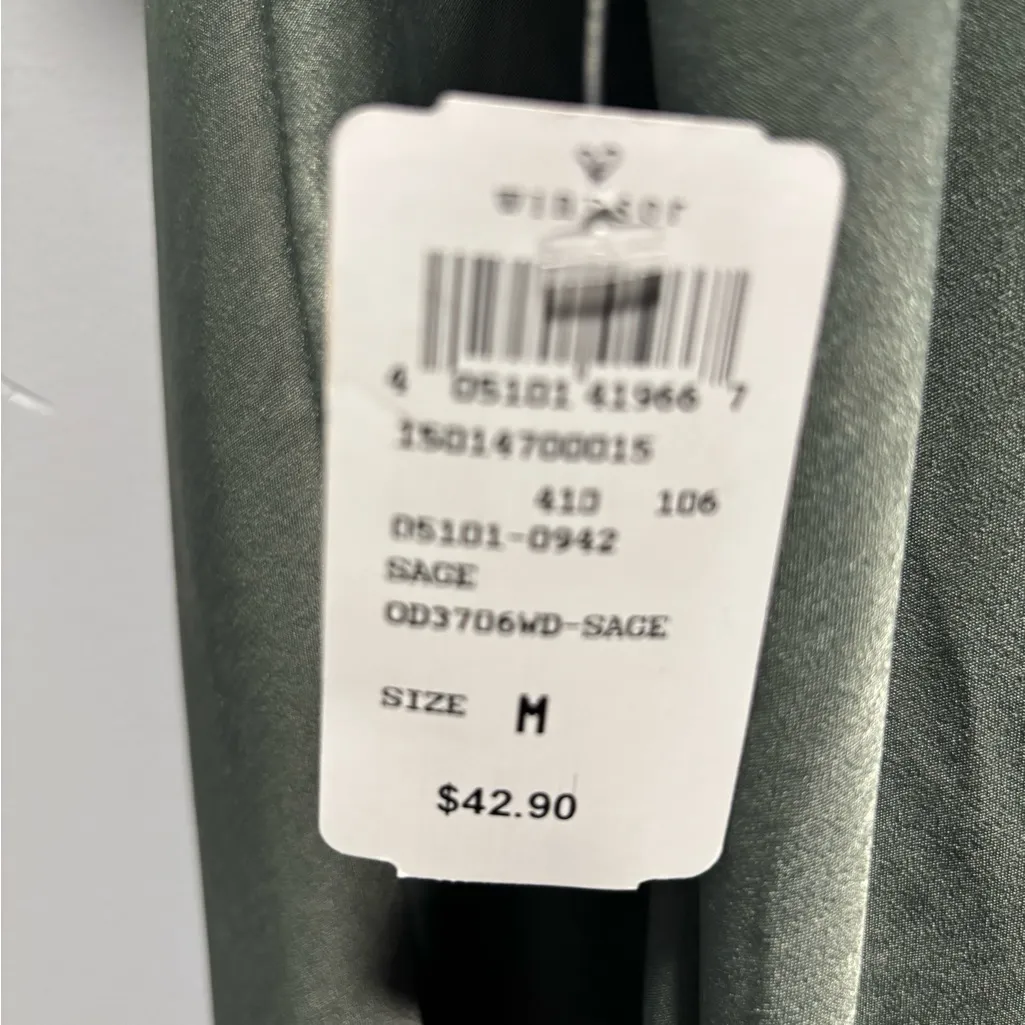 WINDSOR
4 05101 41966 7
15014700015
410 106
05101-0942
SAGE
OD3706WD-SAGE
SIZE M
$42.90